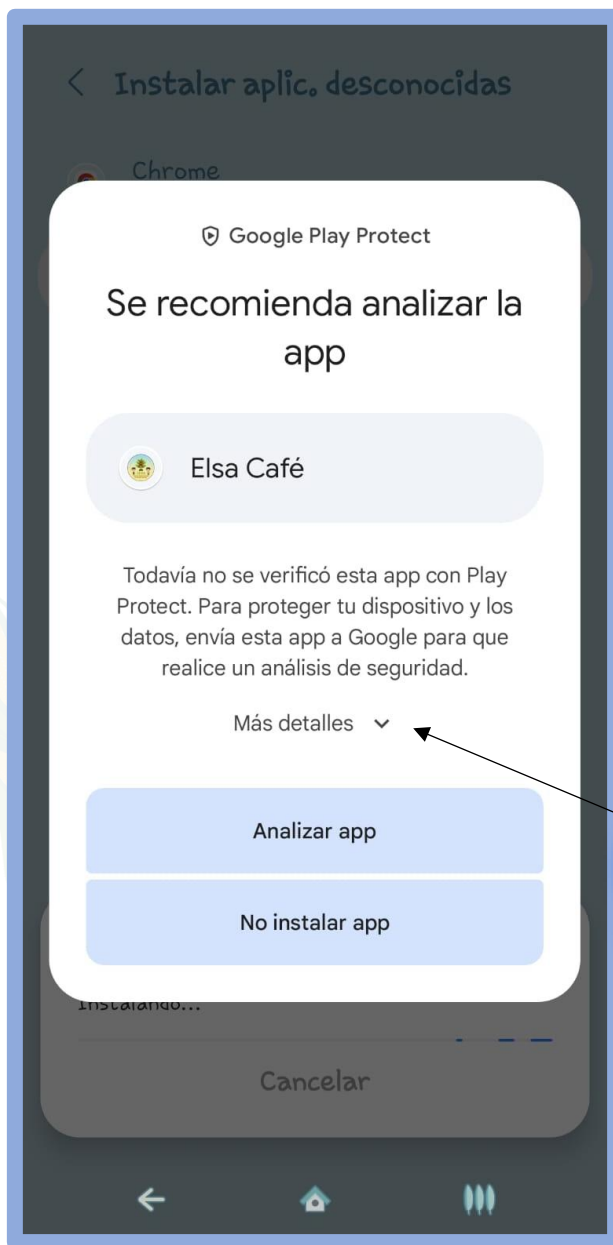 Instalar aplic. desconocidas
Chrome
Google Play Protect
Se recomienda analizar la
app
Elsa Café
Todavía no se verificó esta app con Play
Protect. Para proteger tu dispositivo y los
datos, envía esta app a Google para que
realice un análisis de seguridad.
Más detalles
Analizar app
No instalar app
Instalando...
Cancelar